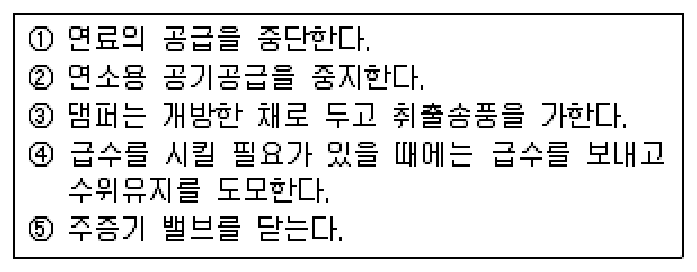 ① 연료의 공급을 중단한다.
② 연소용 공기공급을 중지한다.
③ 댐퍼는 개방한 채로 두고 취출송풍을 가한다.
④ 급수를 시킬 필요가 있을 때에는 급수를 보내고
수위유지를 도모한다.
⑤ 주증기 밸브를 닫는다.